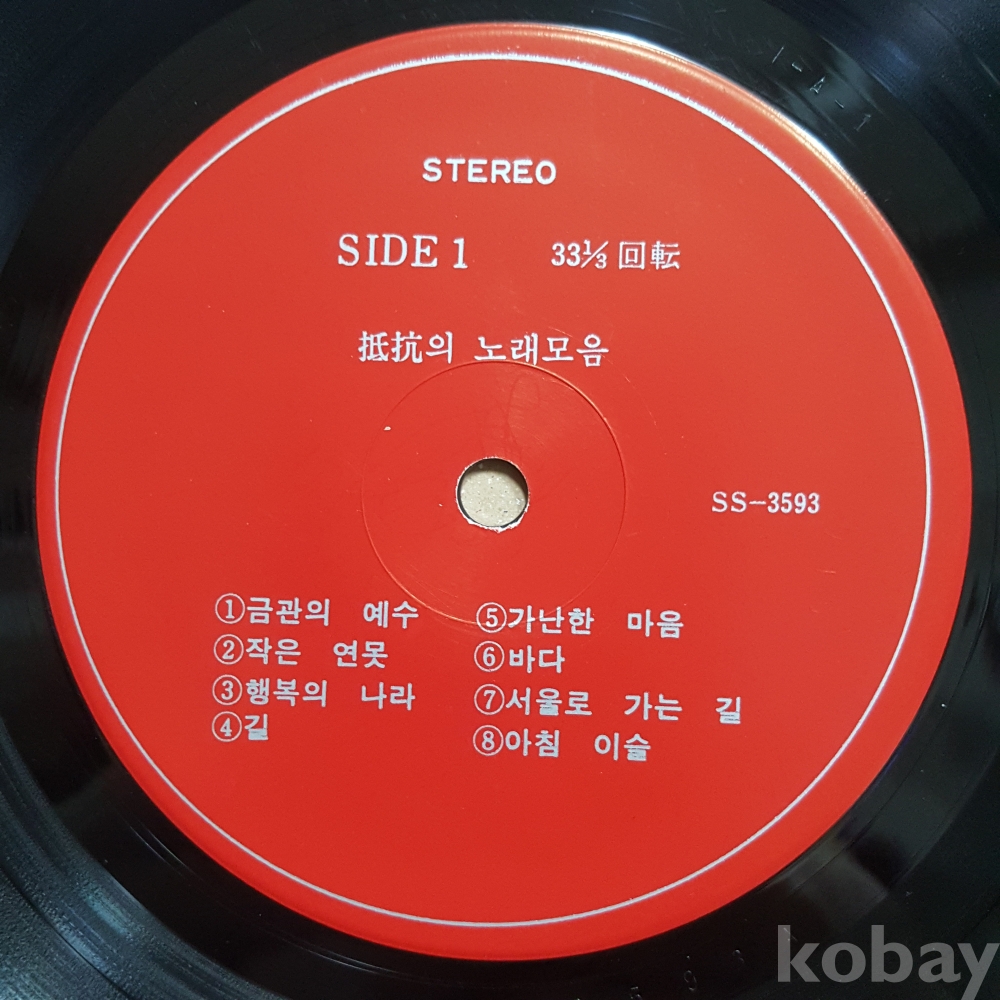 1-A-1
STEREO
SIDE 1 33⅓ 回転
抵抗의 노래모음
SS-3593
①금관의 예수
②작은 연못
③행복의 나라
④길
⑤가난한 마음
⑥바다
⑦서울로 가는 길
⑧아침 이슬
kobay